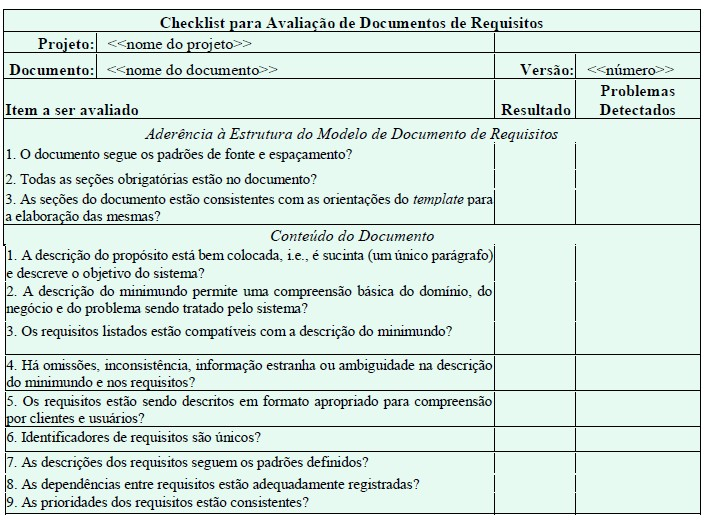 Checklist para Avaliação de Documentos de Requisitos
Projeto: <<nome do projeto>>
Documento: <<nome do documento>> Versão: <<número>>
Item a ser avaliado Resultado Problemas Detectados
Aderência à Estrutura do Modelo de Documento de Requisitos
1. O documento segue os padrões de fonte e espaçamento?
2. Todas as seções obrigatórias estão no documento?
3. As seções do documento estão consistentes com as orientações do template para
a elaboração das mesmas?
Conteúdo do Documento
1. A descrição do propósito está bem colocada, i.e., é sucinta (um único parágrafo)
e descreve o objetivo do sistema?
2. A descrição do minimundo permite uma compreensão básica do domínio, do
negócio e do problema sendo tratado pelo sistema?
3. Os requisitos listados estão compatíveis com a descrição do minimundo?
4. Há omissões, inconsistência, informação estranha ou ambiguidade na descrição
do minimundo e nos requisitos?
5. Os requisitos estão sendo descritos em formato apropriado para compreensão
por clientes e usuários?
6. Identificadores de requisitos são únicos?
7. As descrições dos requisitos seguem os padrões definidos?
8. As dependências entre requisitos estão adequadamente registradas?
9. As prioridades dos requisitos estão consistentes?